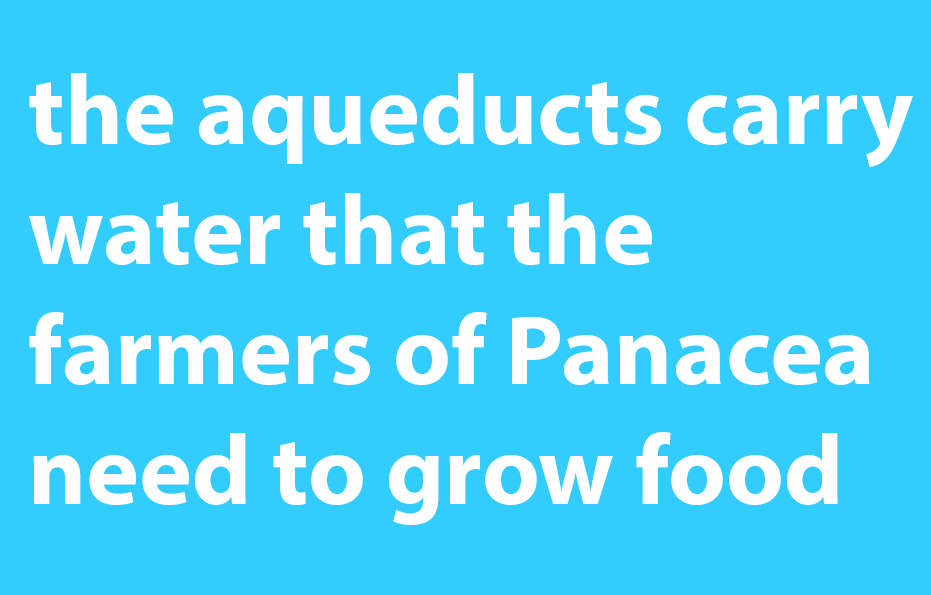 the aqueducts carry
water that the
farmers of Panacea
need to grow food